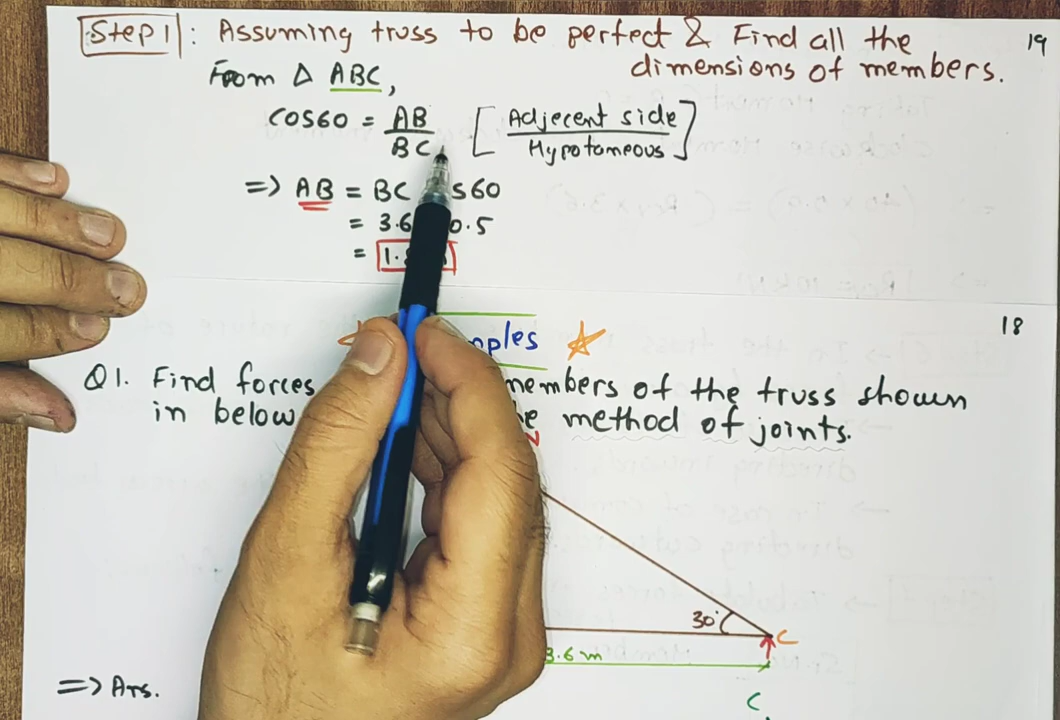 Step 1 : Assuming truss to be perfect & Find all the
19
dimensions of members.
From Δ ABC,
COS60 = AB / BC [ Adjecent side / Hypotaneous ]
=> AB = BC S60
= 3.6 0.5
= 1.
18
ples
Q1. Find forces members of the truss shown
in below method of joints.
30°
C
3.6 m
C
=> Ans.